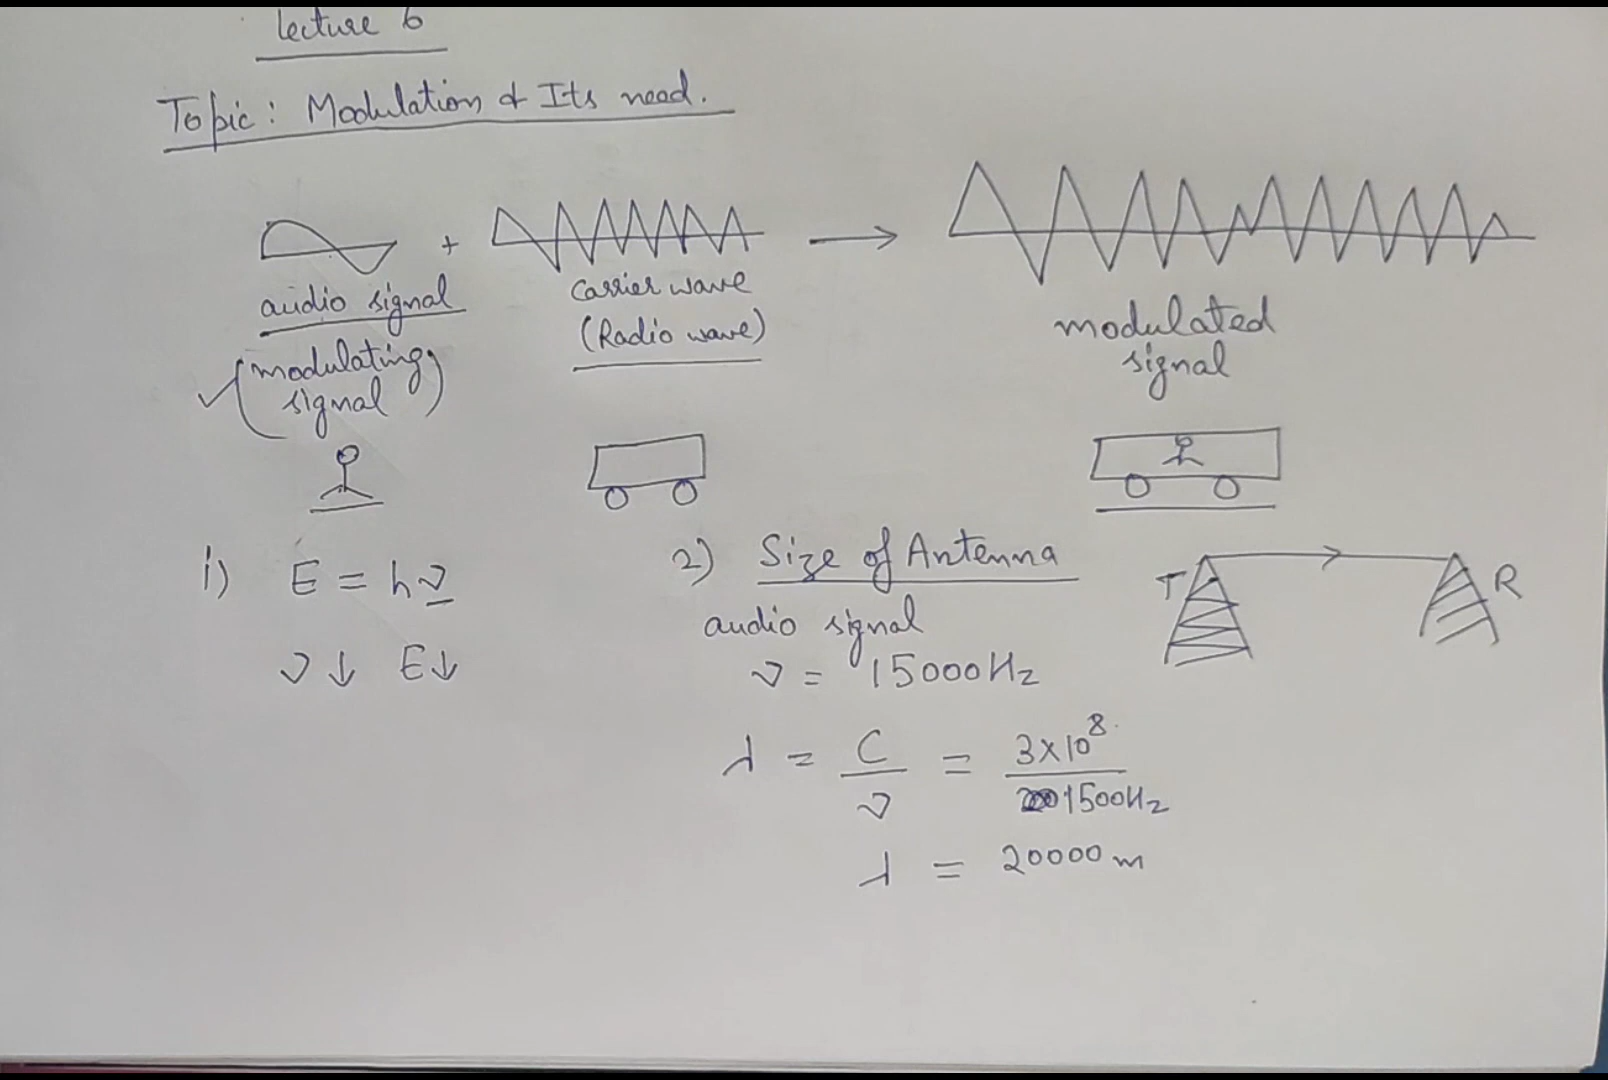 Lecture 6
Topic: Modulation & Its need.
+ →
audio signal
(modulating signal)
Carrier wave
(Radio wave)
modulated
signal
1) E = hν
ν↓ E↓
2) Size of Antenna
T R
audio signal
ν = 15000Hz
λ = C/ν = 3×10⁸/1500Hz
λ = 20000 m